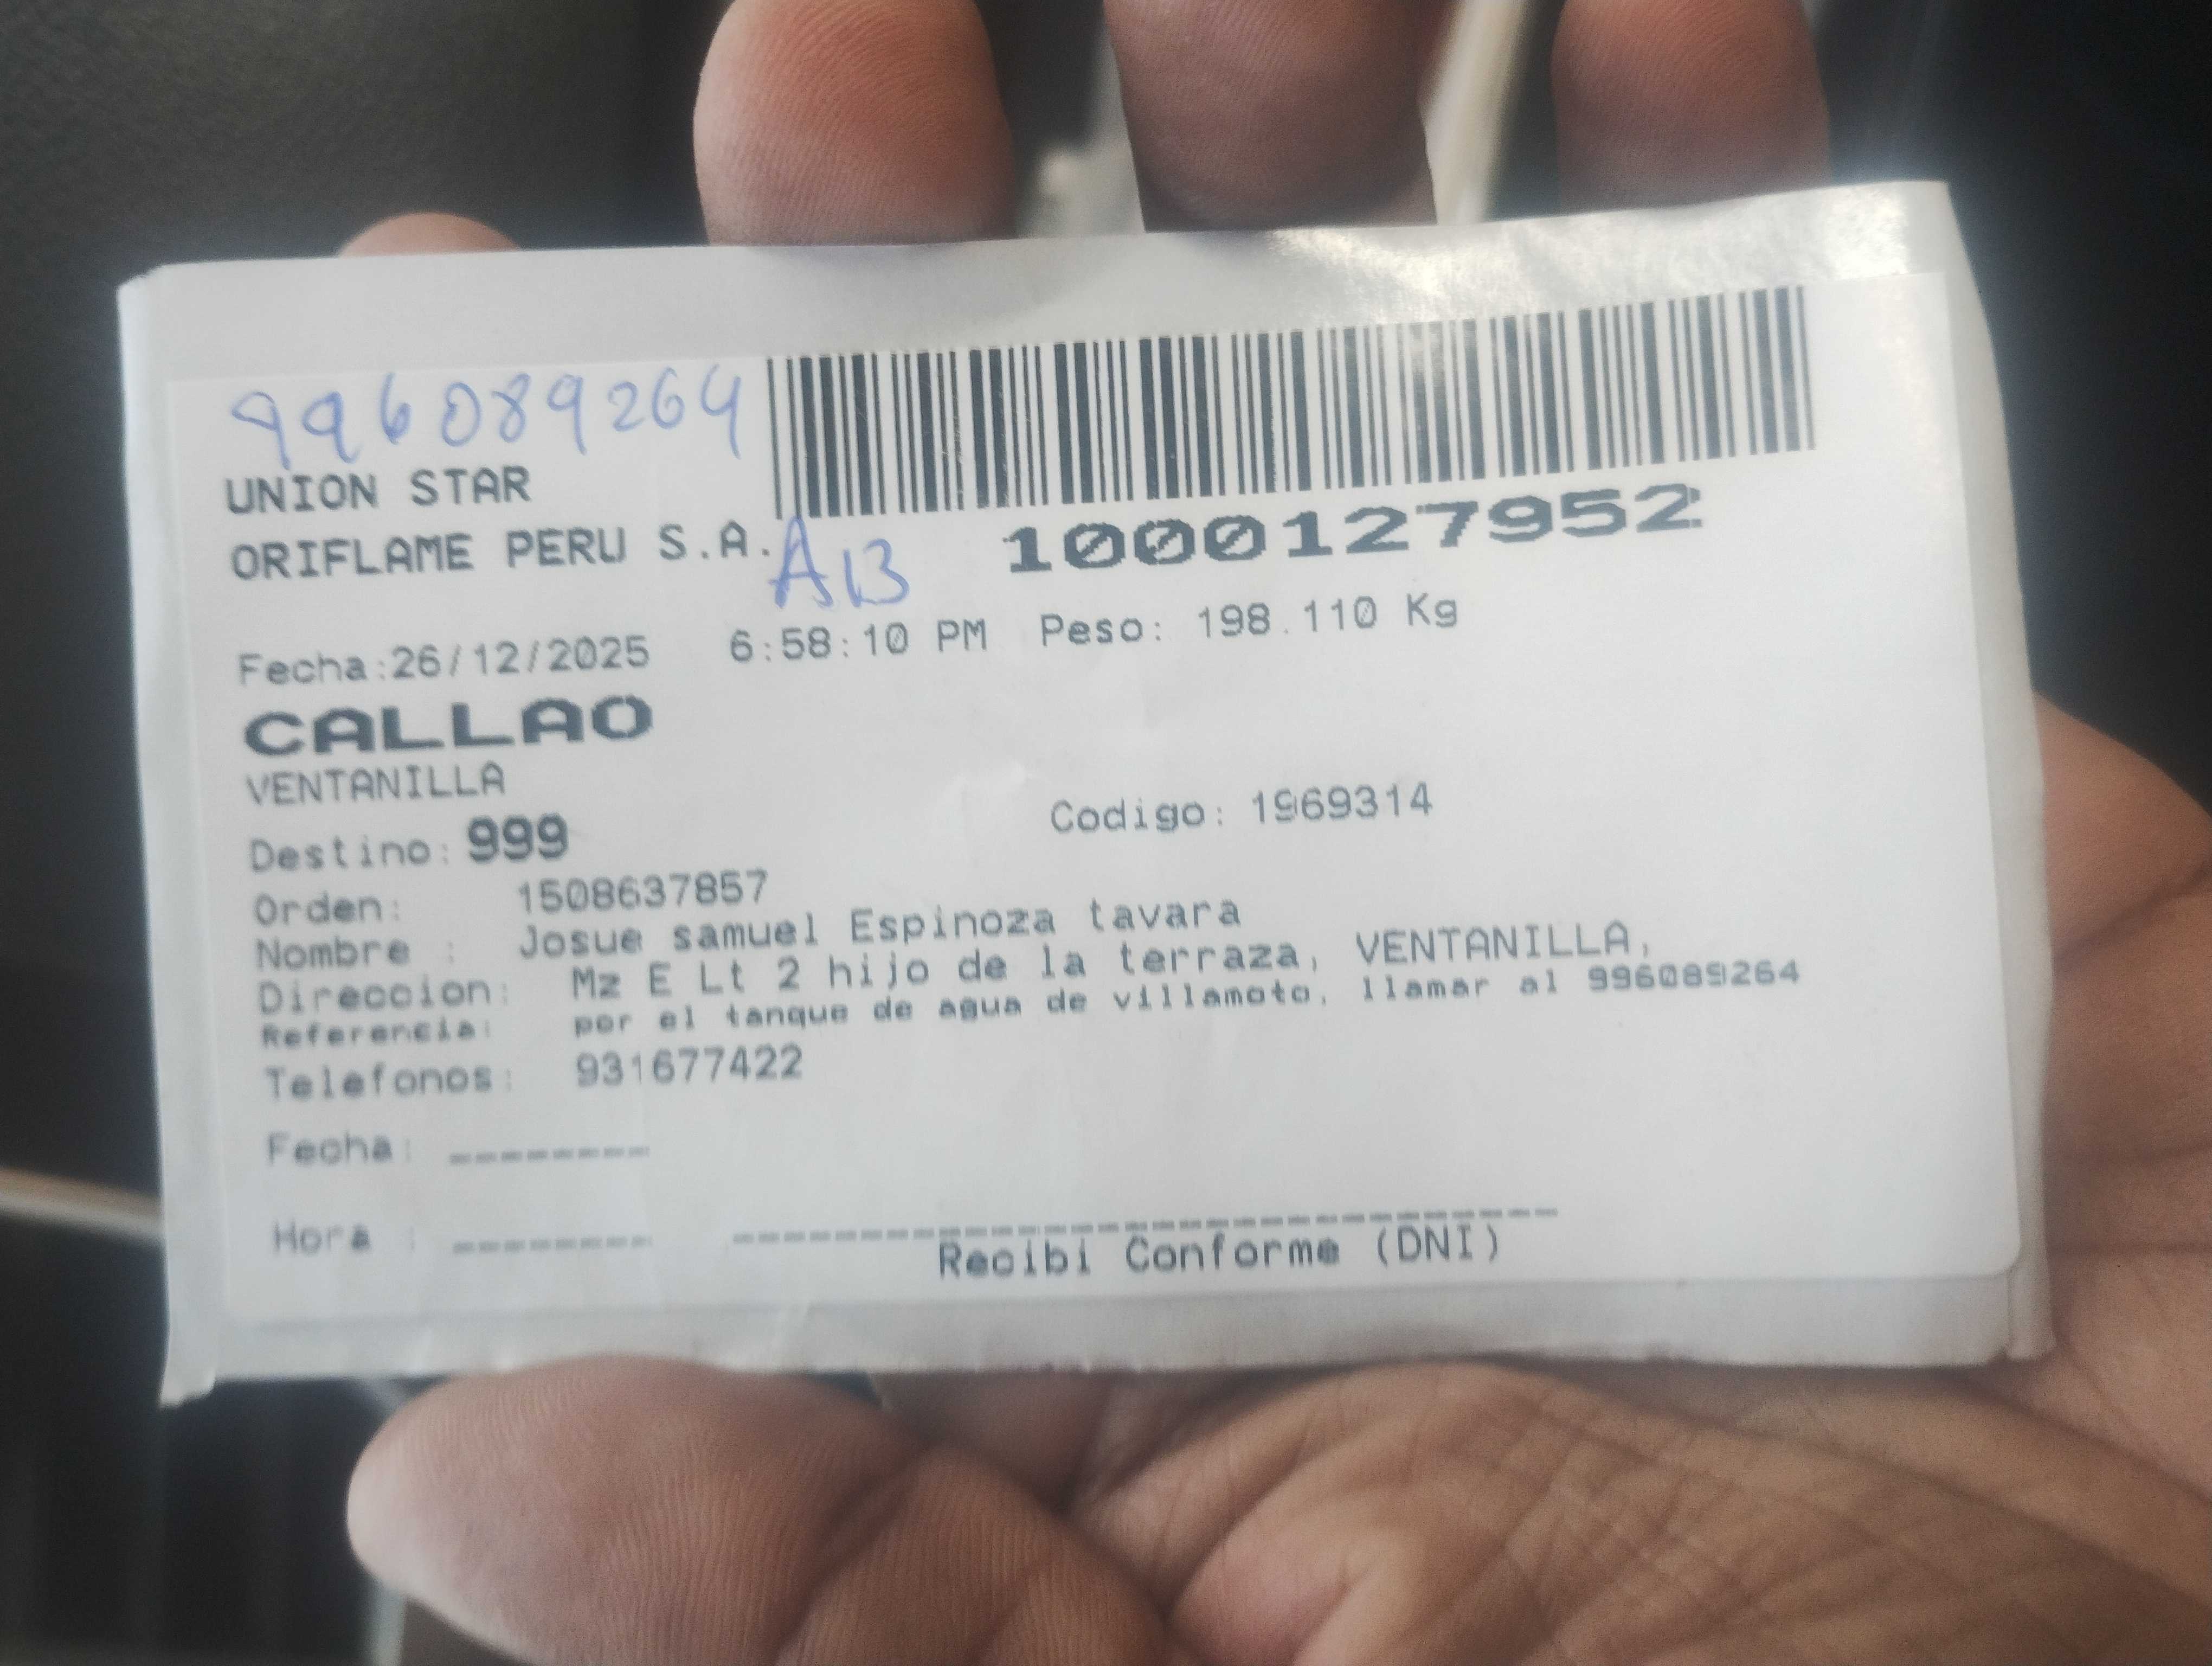 996089264
UNION STAR
ORIFLAME PERU S.A.
A13
1000127952
Fecha:26/12/2025 6:58:10 PM Peso: 198.110 Kg
CALLAO
VENTANILLA
Codigo: 1969314
Destino: 999
Orden: 1508637857
Nombre : Josue samuel Espinoza tavara
Direccion: Mz E Lt 2 hijo de la terraza, VENTANILLA,
Referencia: por el tanque de agua de villamoto, llamar al 996089264
Telefonos: 931677422
Fecha: _________
Hora : _________
Recibi Conforme (DNI)